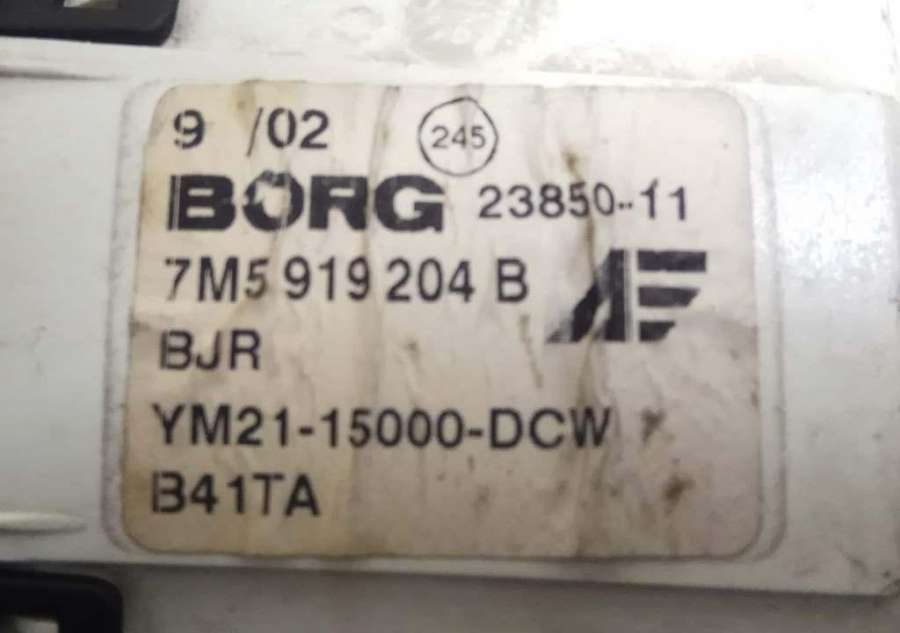 9 /02 245
BORG 23850-11
7M5 919 204 B
BJR
YM21-15000-DCW
B41TA